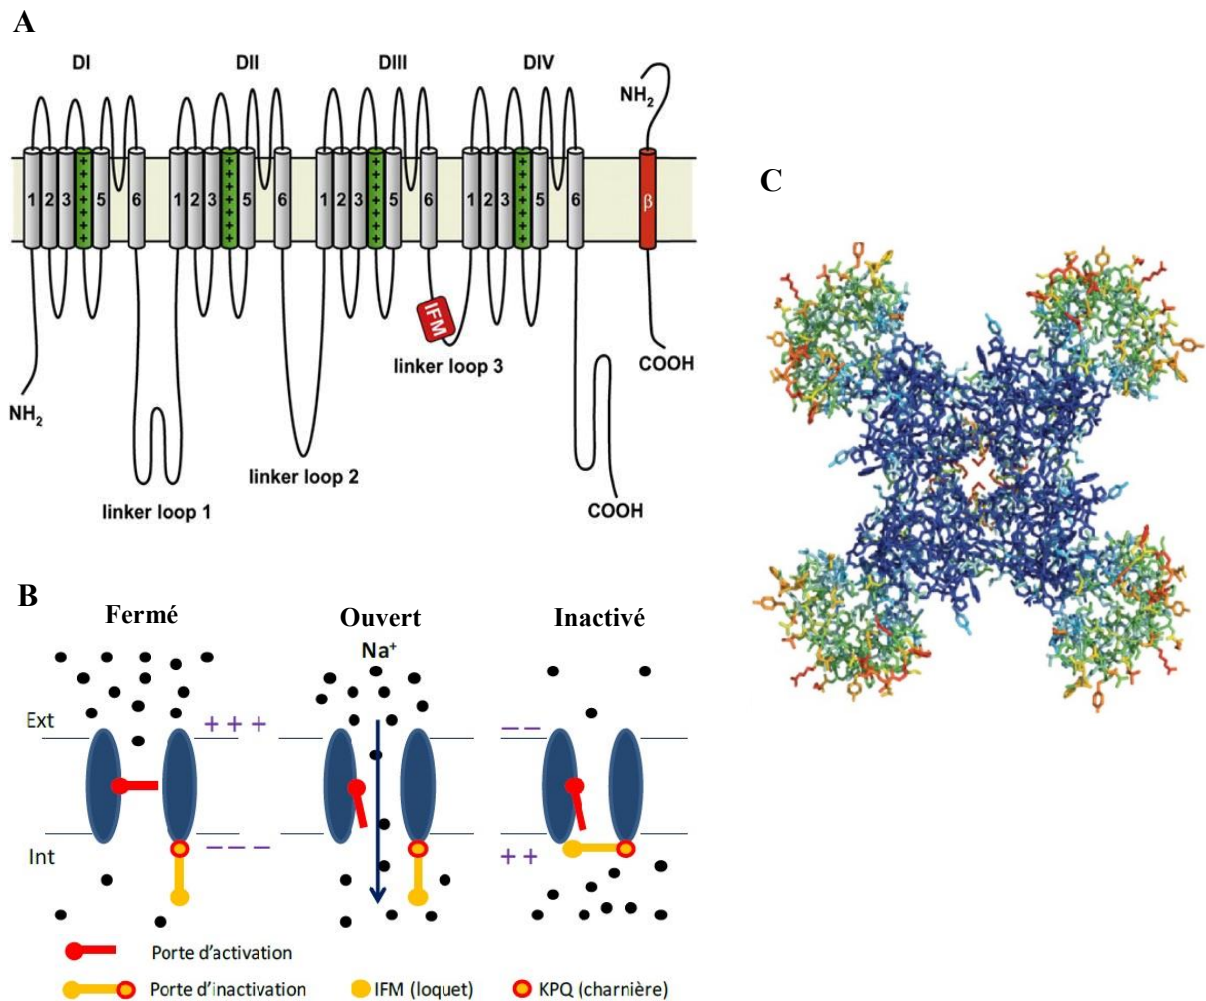 A
DI DII DIII DIV
NH2
1 2 3 + + + + + + 5 6 1 2 3 + + + + + + 5 6 1 2 3 + + + + + + 5 6 1 2 3 + + + + + + 5 6 β
IFM
linker loop 3
COOH
NH2
linker loop 2
linker loop 1
COOH
C
B
Fermé Ouvert Inactivé
Na+
Ext + + + − −
Int − − − + +
Porte d'activation
Porte d'inactivation IFM (loquet) KPQ (charnière)